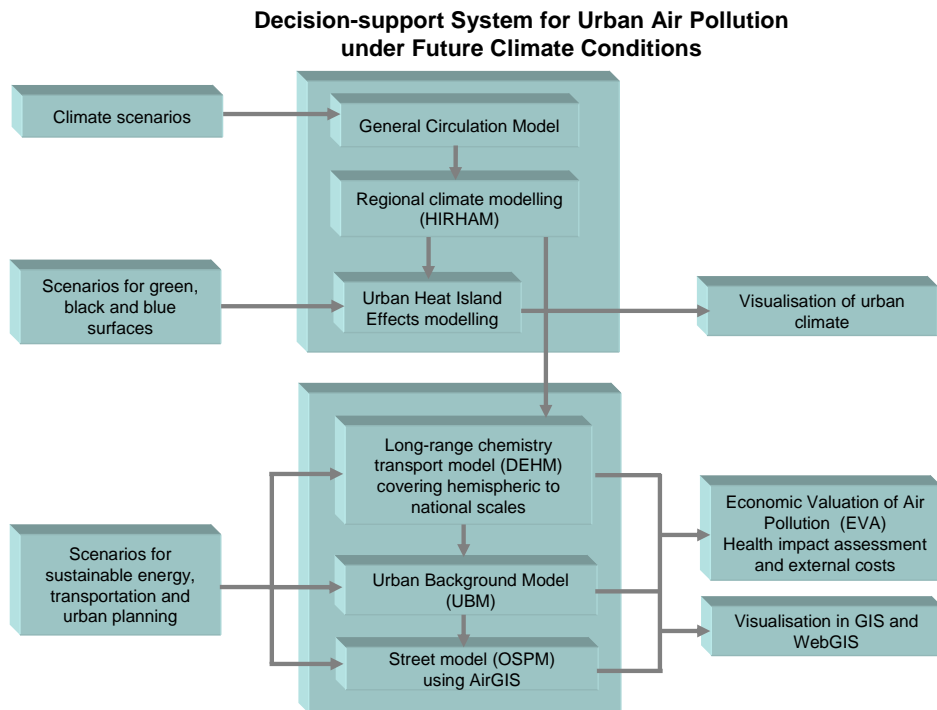 Decision-support System for Urban Air Pollution
under Future Climate Conditions
Climate scenarios
General Circulation Model
Regional climate modelling
(HIRHAM)
Scenarios for green,
black and blue
surfaces
Urban Heat Island
Effects modelling
Visualisation of urban
climate
Long-range chemistry
transport model (DEHM)
covering hemispheric to
national scales
Economic Valuation of Air
Pollution (EVA)
Health impact assessment
and external costs
Scenarios for
sustainable energy,
transportation and
urban planning
Urban Background Model
(UBM)
Visualisation in GIS and
WebGIS
Street model (OSPM)
using AirGIS